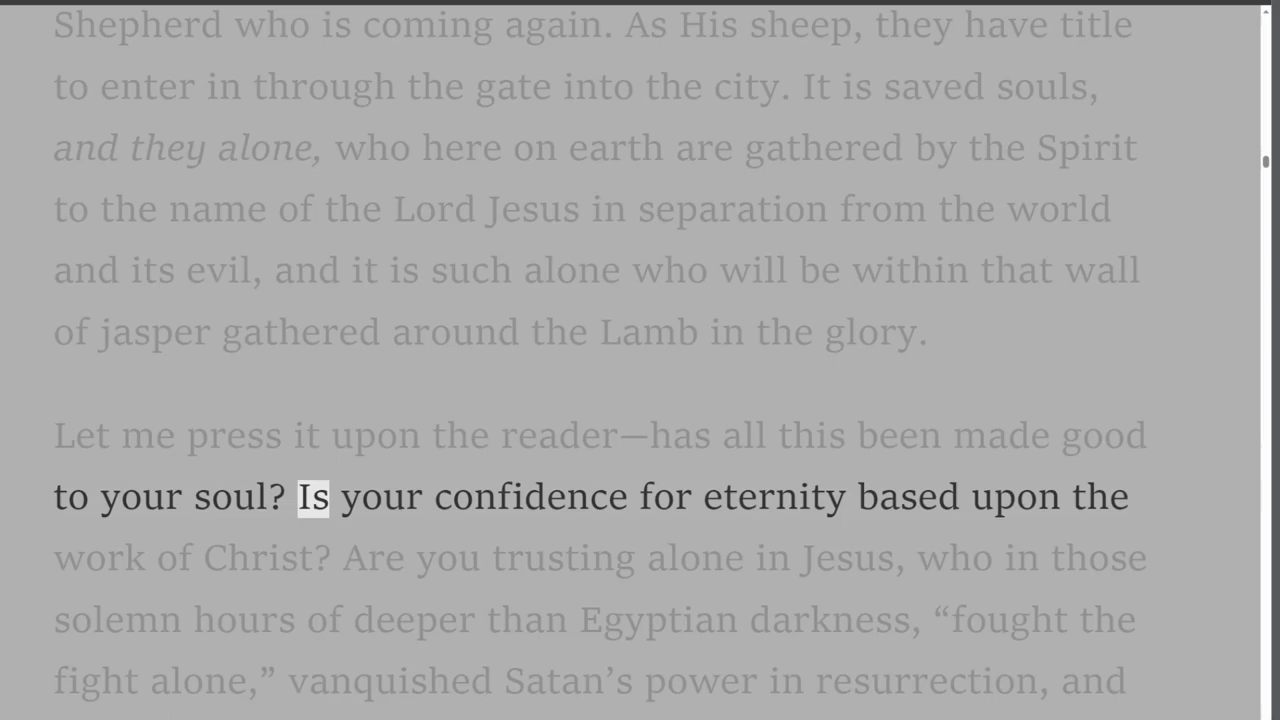 Shepherd who is coming again. As His sheep, they have title
to enter in through the gate into the city. It is saved souls,
and they alone, who here on earth are gathered by the Spirit
to the name of the Lord Jesus in separation from the world
and its evil, and it is such alone who will be within that wall
of jasper gathered around the Lamb in the glory.
Let me press it upon the reader—has all this been made good
to your soul? Is your confidence for eternity based upon the
work of Christ? Are you trusting alone in Jesus, who in those
solemn hours of deeper than Egyptian darkness, “fought the
fight alone,” vanquished Satan’s power in resurrection, and